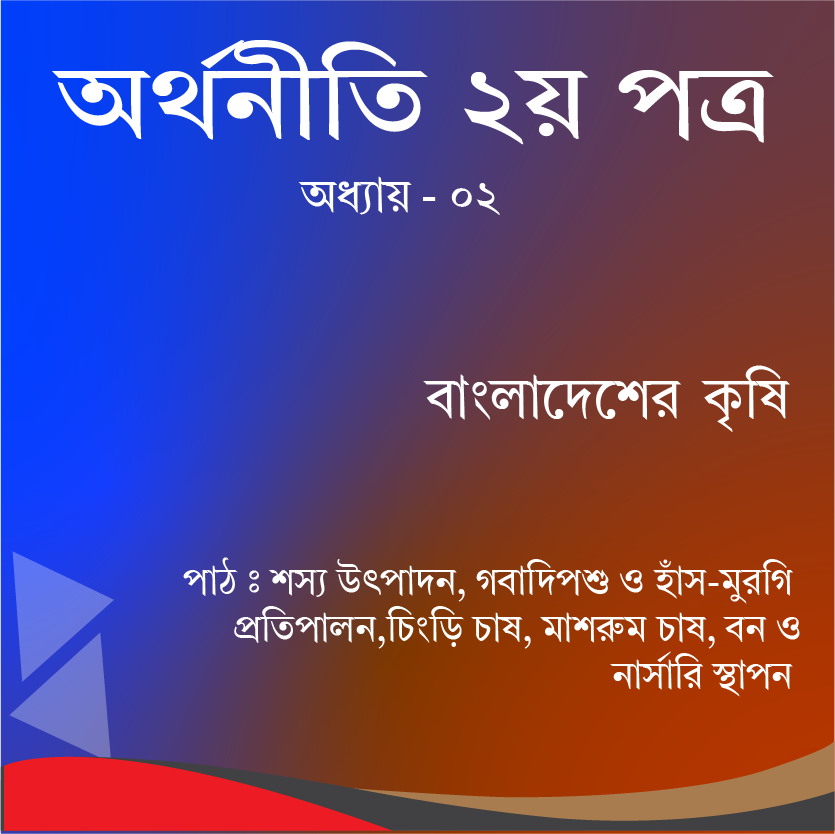 অর্থনীতি ২য় পত্র
অধ্যায় - ০২
বাংলাদেশের কৃষি
পাঠ ঃ শস্য উৎপাদন, গবাদিপশু ও হাঁস-মুরগি
প্রতিপালন,চিংড়ি চাষ, মাশরুম চাষ, বন ও
নার্সারি স্থাপন